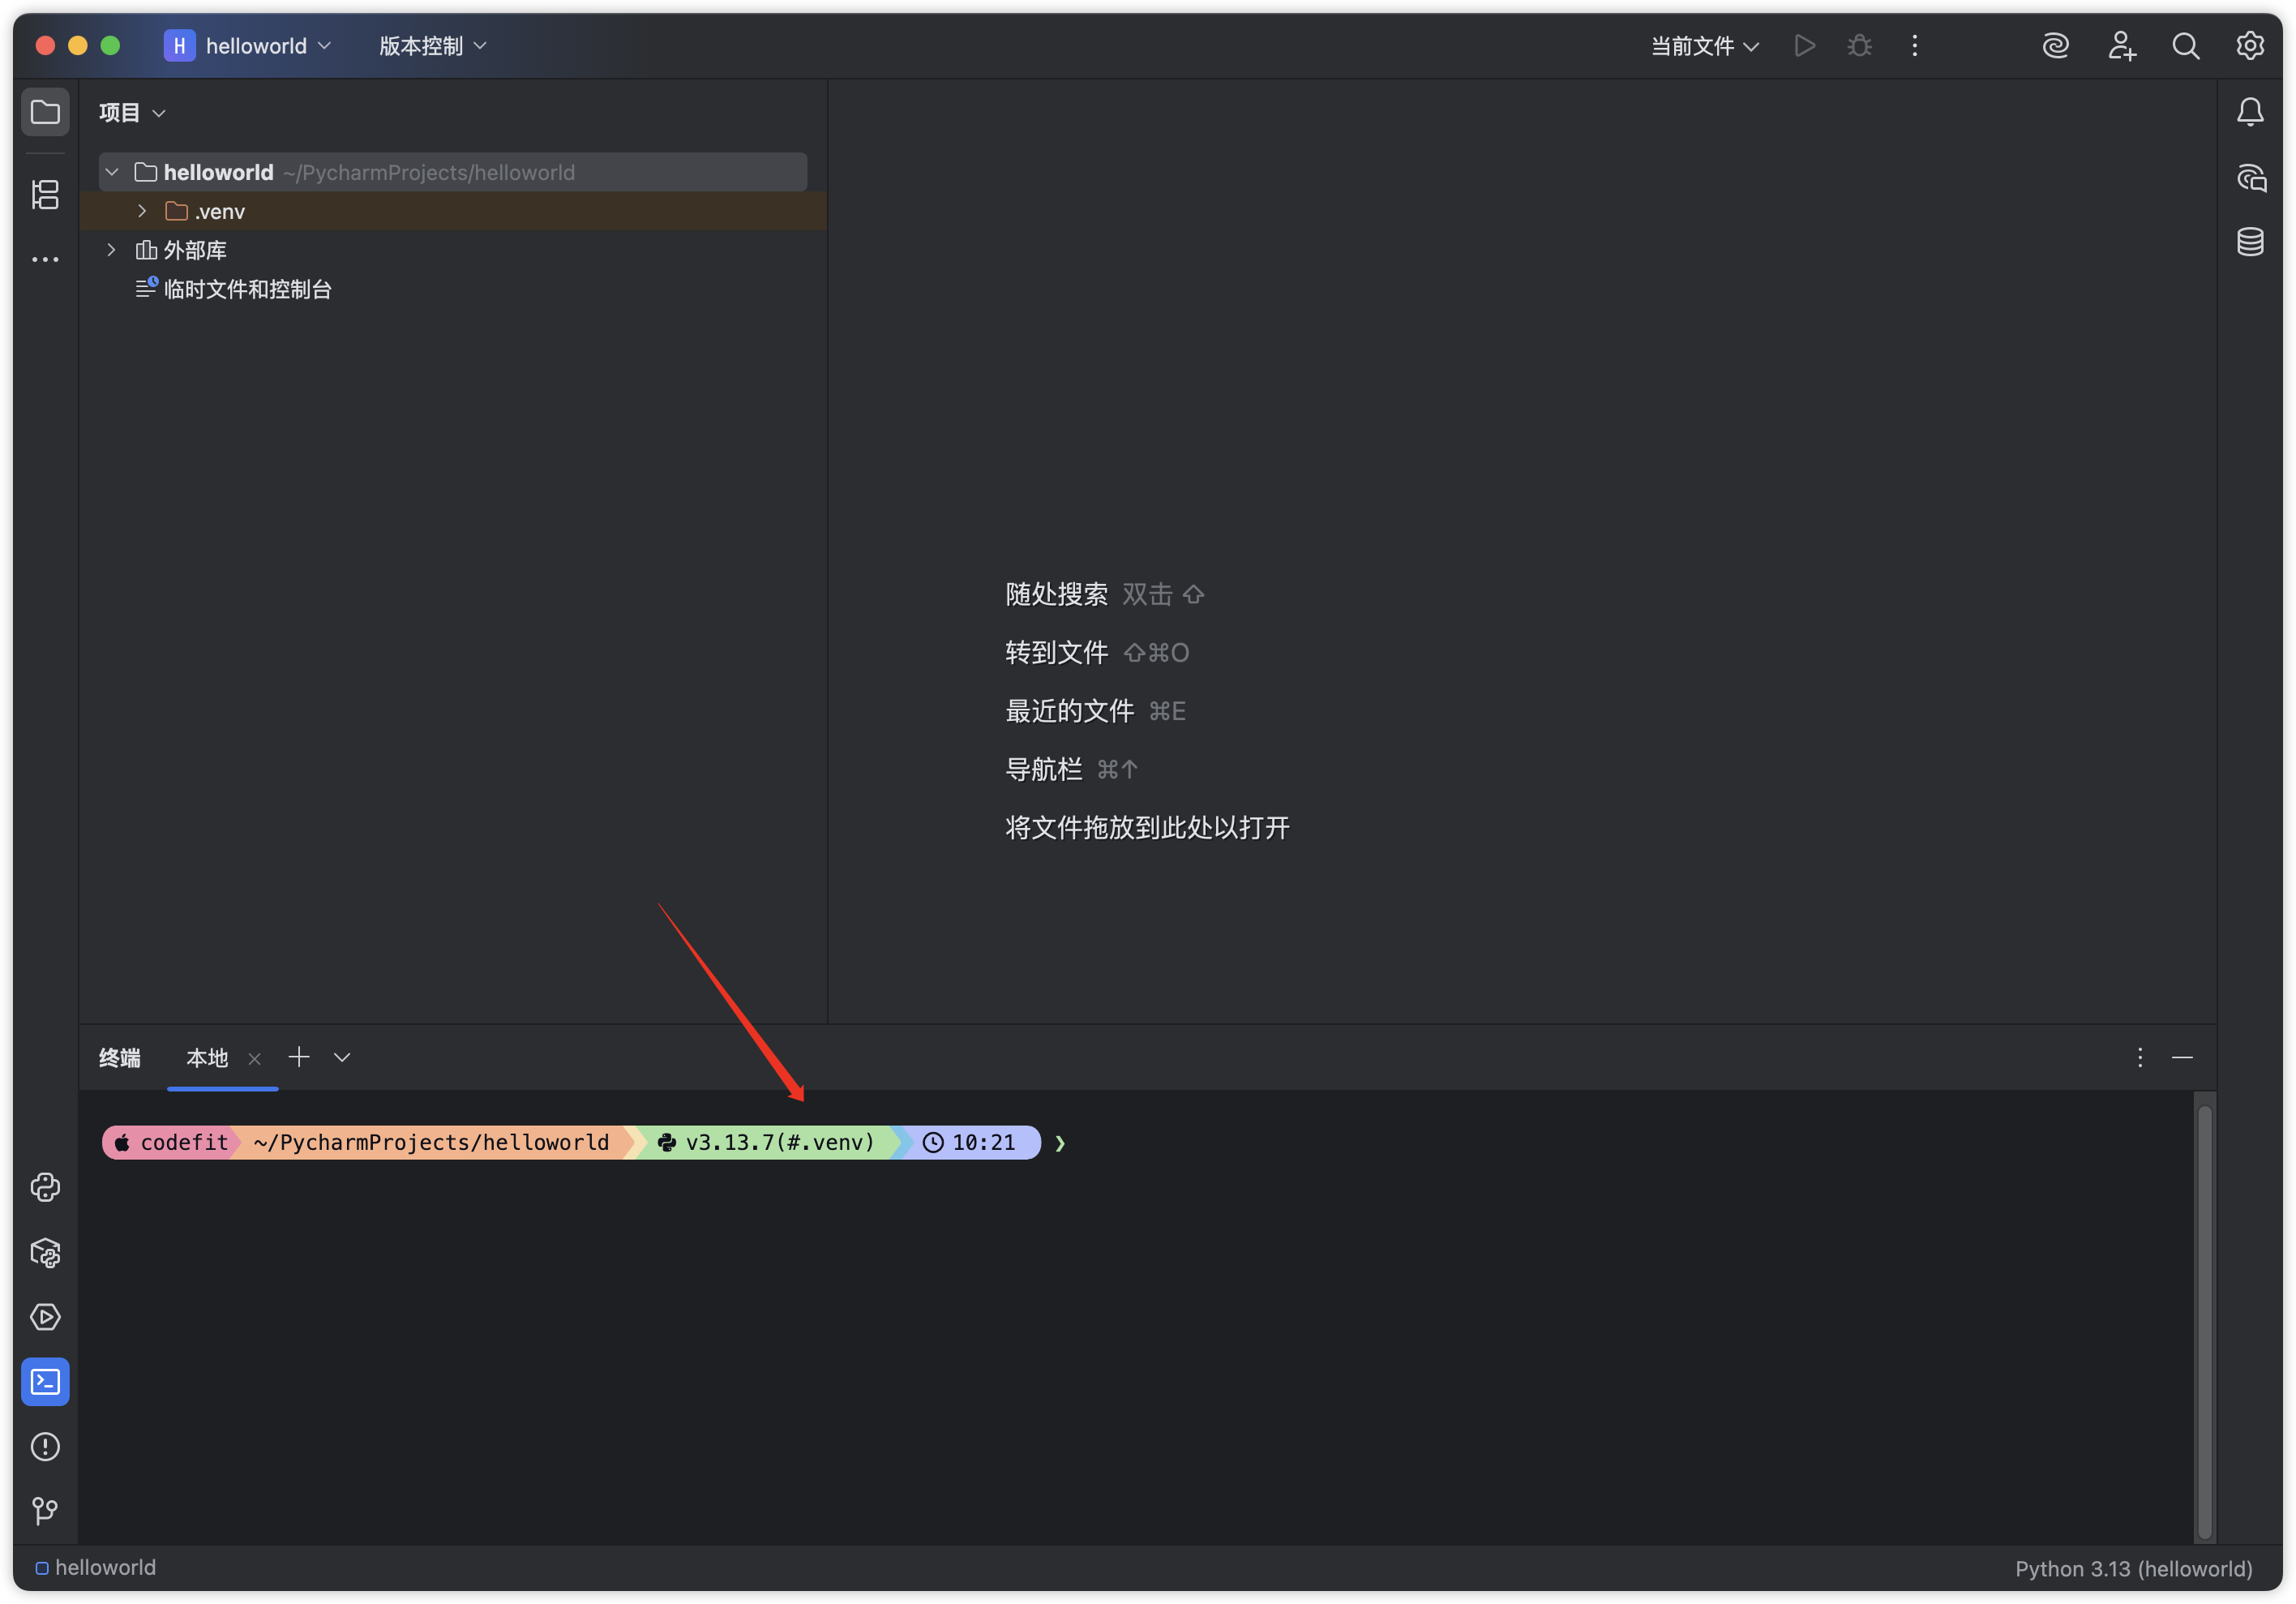 H helloworld 版本控制 当前文件
项目
helloworld ~/PycharmProjects/helloworld
.venv
外部库
临时文件和控制台
随处搜索 双击 ⇧
转到文件 ⇧⌘O
最近的文件 ⌘E
导航栏 ⌘↑
将文件拖放到此处以打开
终端 本地
codefit ~/PycharmProjects/helloworld v3.13.7(#.venv) 10:21 ❯
helloworld Python 3.13 (helloworld)